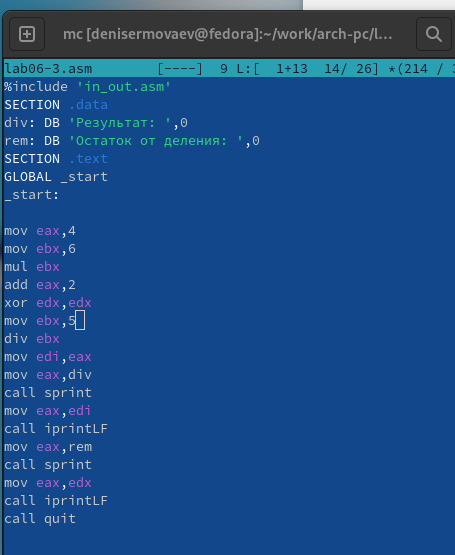 mc [denisermovaev@fedora]:~/work/arch-pc/l...
lab06-3.asm [----] 9 L:[ 1+13 14/ 26] *(214 /
%include 'in_out.asm'
SECTION .data
div: DB 'Результат: ',0
rem: DB 'Остаток от деления: ',0
SECTION .text
GLOBAL _start
_start:
mov eax,4
mov ebx,6
mul ebx
add eax,2
xor edx,edx
mov ebx,5
div ebx
mov edi,eax
mov eax,div
call sprint
mov eax,edi
call iprintLF
mov eax,rem
call sprint
mov eax,edx
call iprintLF
call quit